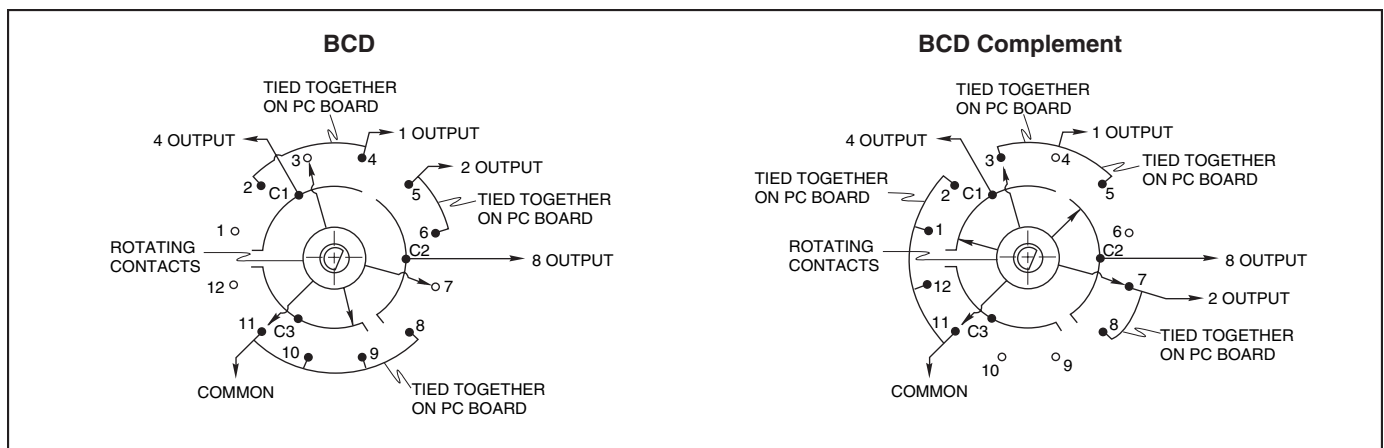 BCD
TIED TOGETHER
ON PC BOARD
4 OUTPUT
1 OUTPUT
3
4
2 OUTPUT
2
5
C1
TIED TOGETHER
ON PC BOARD
1
6
C2
ROTATING
CONTACTS
8 OUTPUT
12
7
11
C3
8
10
9
COMMON
TIED TOGETHER
ON PC BOARD
BCD Complement
TIED TOGETHER
ON PC BOARD
4 OUTPUT
1 OUTPUT
3
4
TIED TOGETHER
ON PC BOARD
TIED TOGETHER
ON PC BOARD
2
C1
5
1
6
C2
ROTATING
CONTACTS
8 OUTPUT
12
7
2 OUTPUT
11
C3
8
TIED TOGETHER
ON PC BOARD
10
9
COMMON